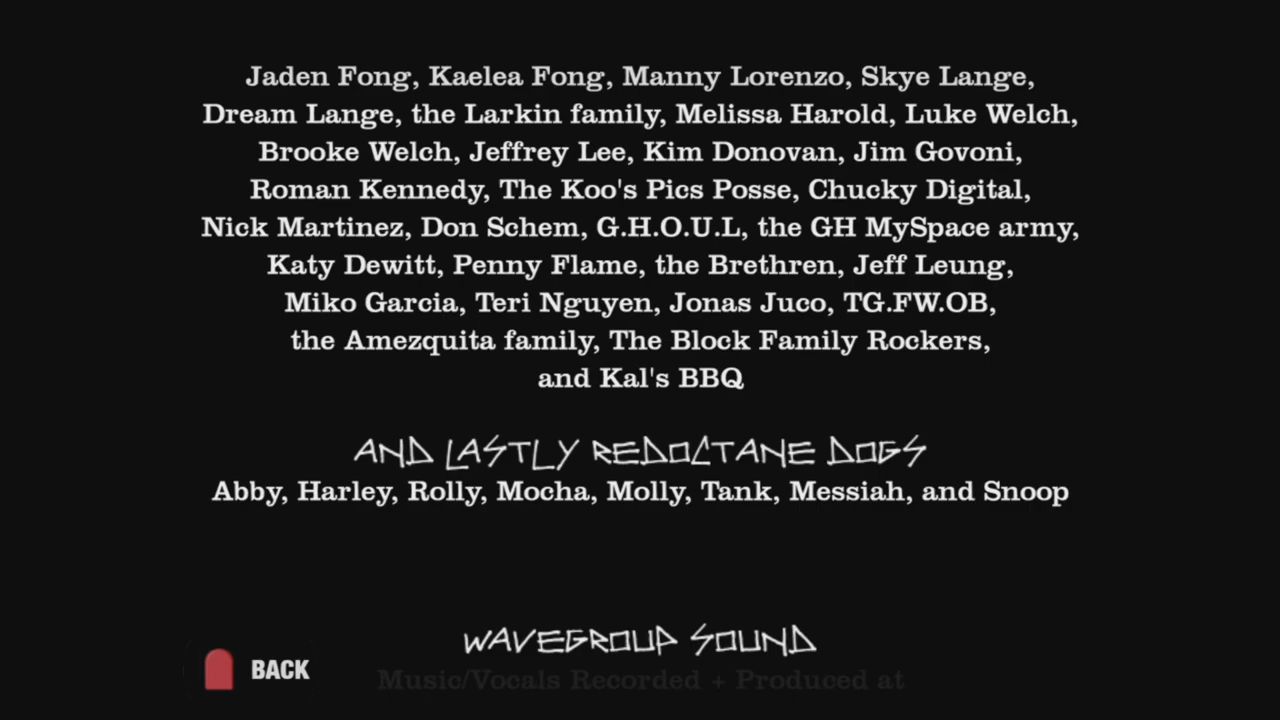 Jaden Fong, Kaelea Fong, Manny Lorenzo, Skye Lange,
Dream Lange, the Larkin family, Melissa Harold, Luke Welch,
Brooke Welch, Jeffrey Lee, Kim Donovan, Jim Govoni,
Roman Kennedy, The Koo's Pics Posse, Chucky Digital,
Nick Martinez, Don Schem, G.H.O.U.L, the GH MySpace army,
Katy Dewitt, Penny Flame, the Brethren, Jeff Leung,
Miko Garcia, Teri Nguyen, Jonas Juco, TG.FW.OB,
the Amezquita family, The Block Family Rockers,
and Kal's BBQ
AND LASTLY REDOCTANE DOGS
Abby, Harley, Rolly, Mocha, Molly, Tank, Messiah, and Snoop
WAVEGROUP SOUND
BACK
Music/Vocals Recorded + Produced at